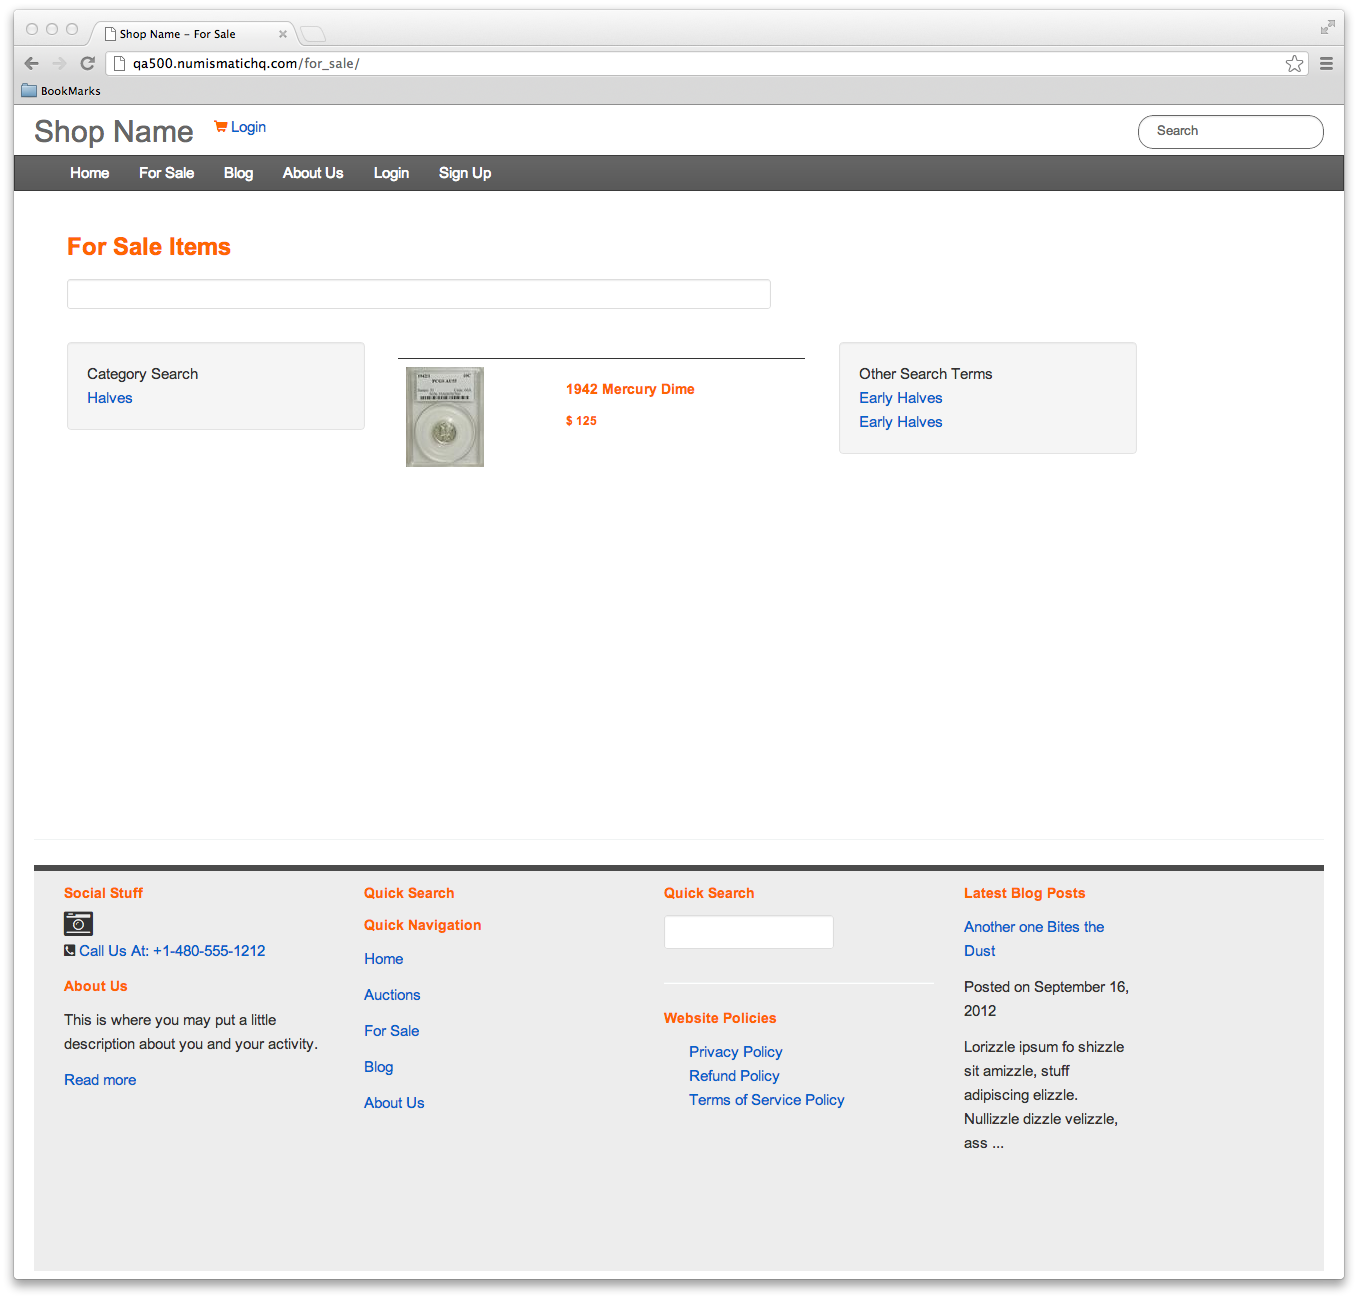 Shop Name – For Sale
qa500.numismatichq.com/for_sale/
BookMarks
Shop Name
Login
Search
Home For Sale Blog About Us Login Sign Up
For Sale Items
Category Search
Halves
PCGS AU55
1942 Mercury Dime
$ 125
Other Search Terms
Early Halves
Early Halves
Social Stuff
Call Us At: +1-480-555-1212
About Us
This is where you may put a little
description about you and your activity.
Read more
Quick Search
Quick Navigation
Home
Auctions
For Sale
Blog
About Us
Quick Search
Website Policies
Privacy Policy
Refund Policy
Terms of Service Policy
Latest Blog Posts
Another one Bites the
Dust
Posted on September 16,
2012
Lorizzle ipsum fo shizzle
sit amizzle, stuff
adipiscing elizzle.
Nullizzle dizzle velizzle,
ass ...